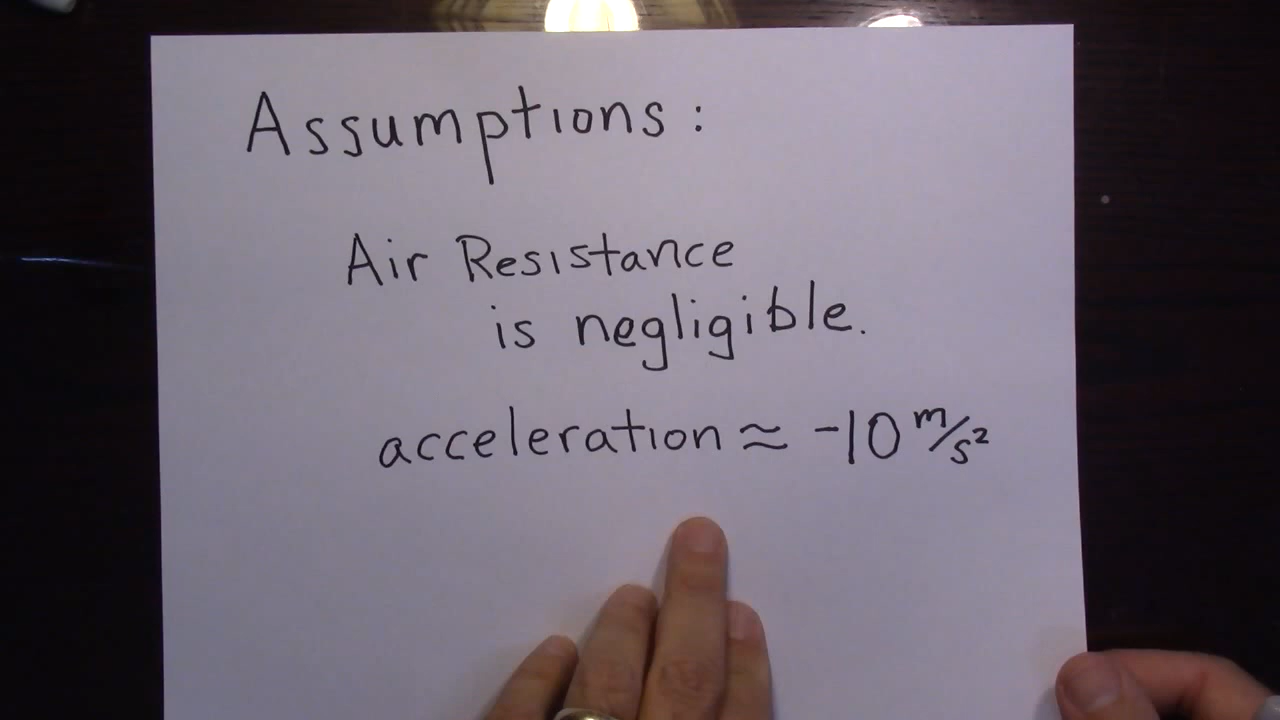 Assumptions:
Air Resistance
is negligible.
acceleration ≈ -10 m/s²